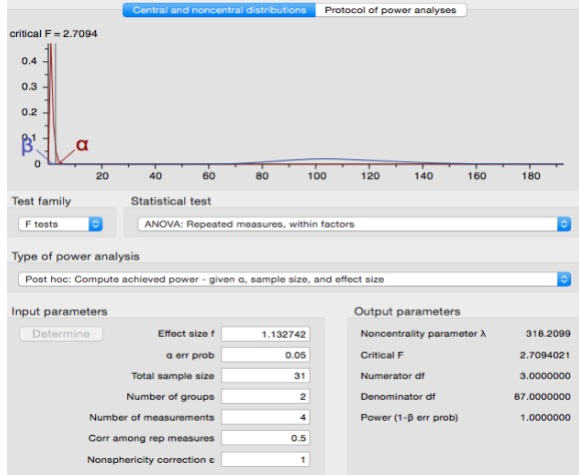 Central and noncentral distributions Protocol of power analyses
critical F = 2.7094
0.4
0.3
0.2
0.1
β α
0
20 40 60 80 100 120 140 160 180
Test family Statistical test
F tests ANOVA: Repeated measures, within factors
Type of power analysis
Post hoc: Compute achieved power - given α, sample size, and effect size
Input parameters Output parameters
Determine Effect size f 1.132742 Noncentrality parameter λ 318.2099
α err prob 0.05 Critical F 2.7094021
Total sample size 31 Numerator df 3.0000000
Number of groups 2 Denominator df 87.0000000
Number of measurements 4 Power (1-β err prob) 1.0000000
Corr among rep measures 0.5
Nonsphericity correction ε 1